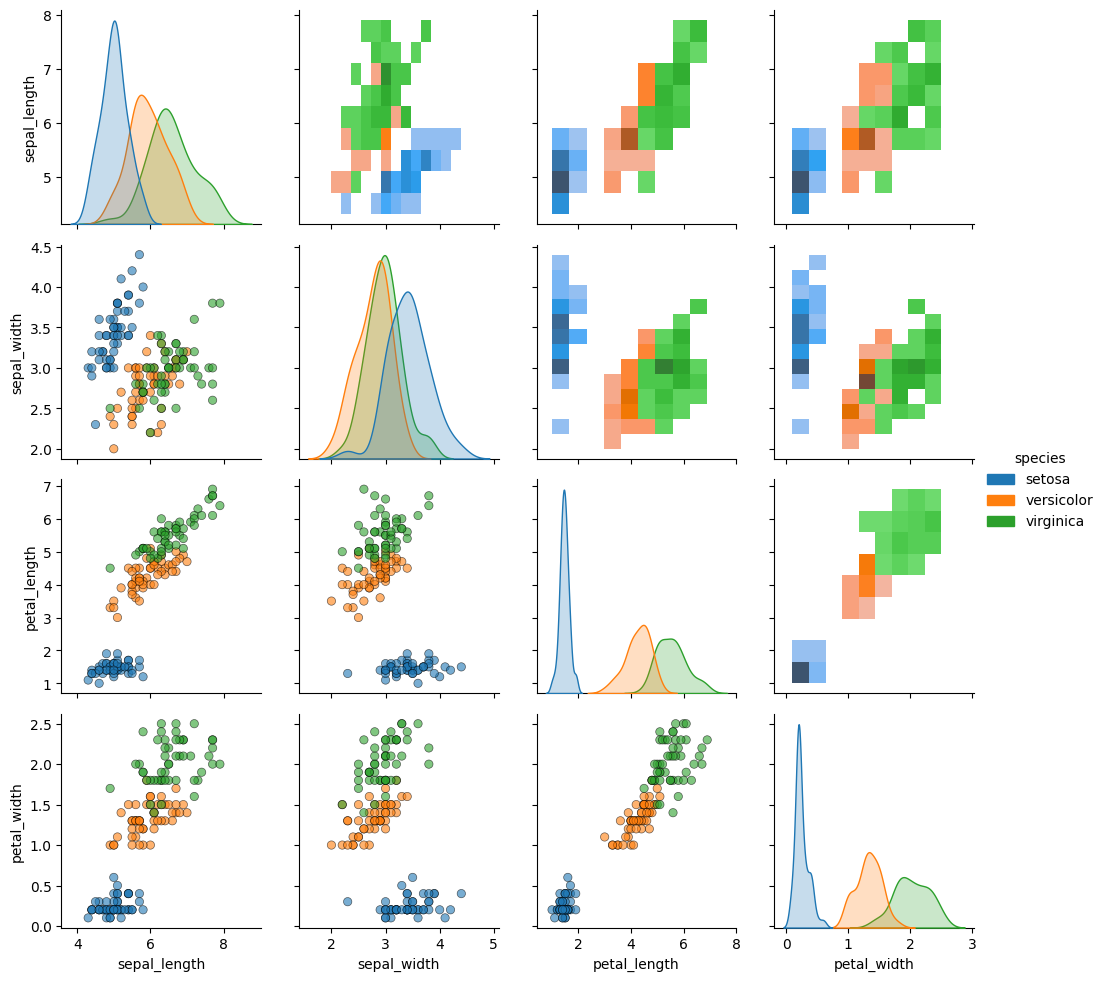 8
7
6
5
sepal_length
4.5
4.0
3.5
3.0
2.5
2.0
sepal_width
species
setosa
versicolor
virginica
7
6
5
4
3
2
1
petal_length
2.5
2.0
1.5
1.0
0.5
0.0
petal_width
4 6 8
2 3 4 5
2 4 6 8
0 1 2 3
sepal_length sepal_width petal_length petal_width